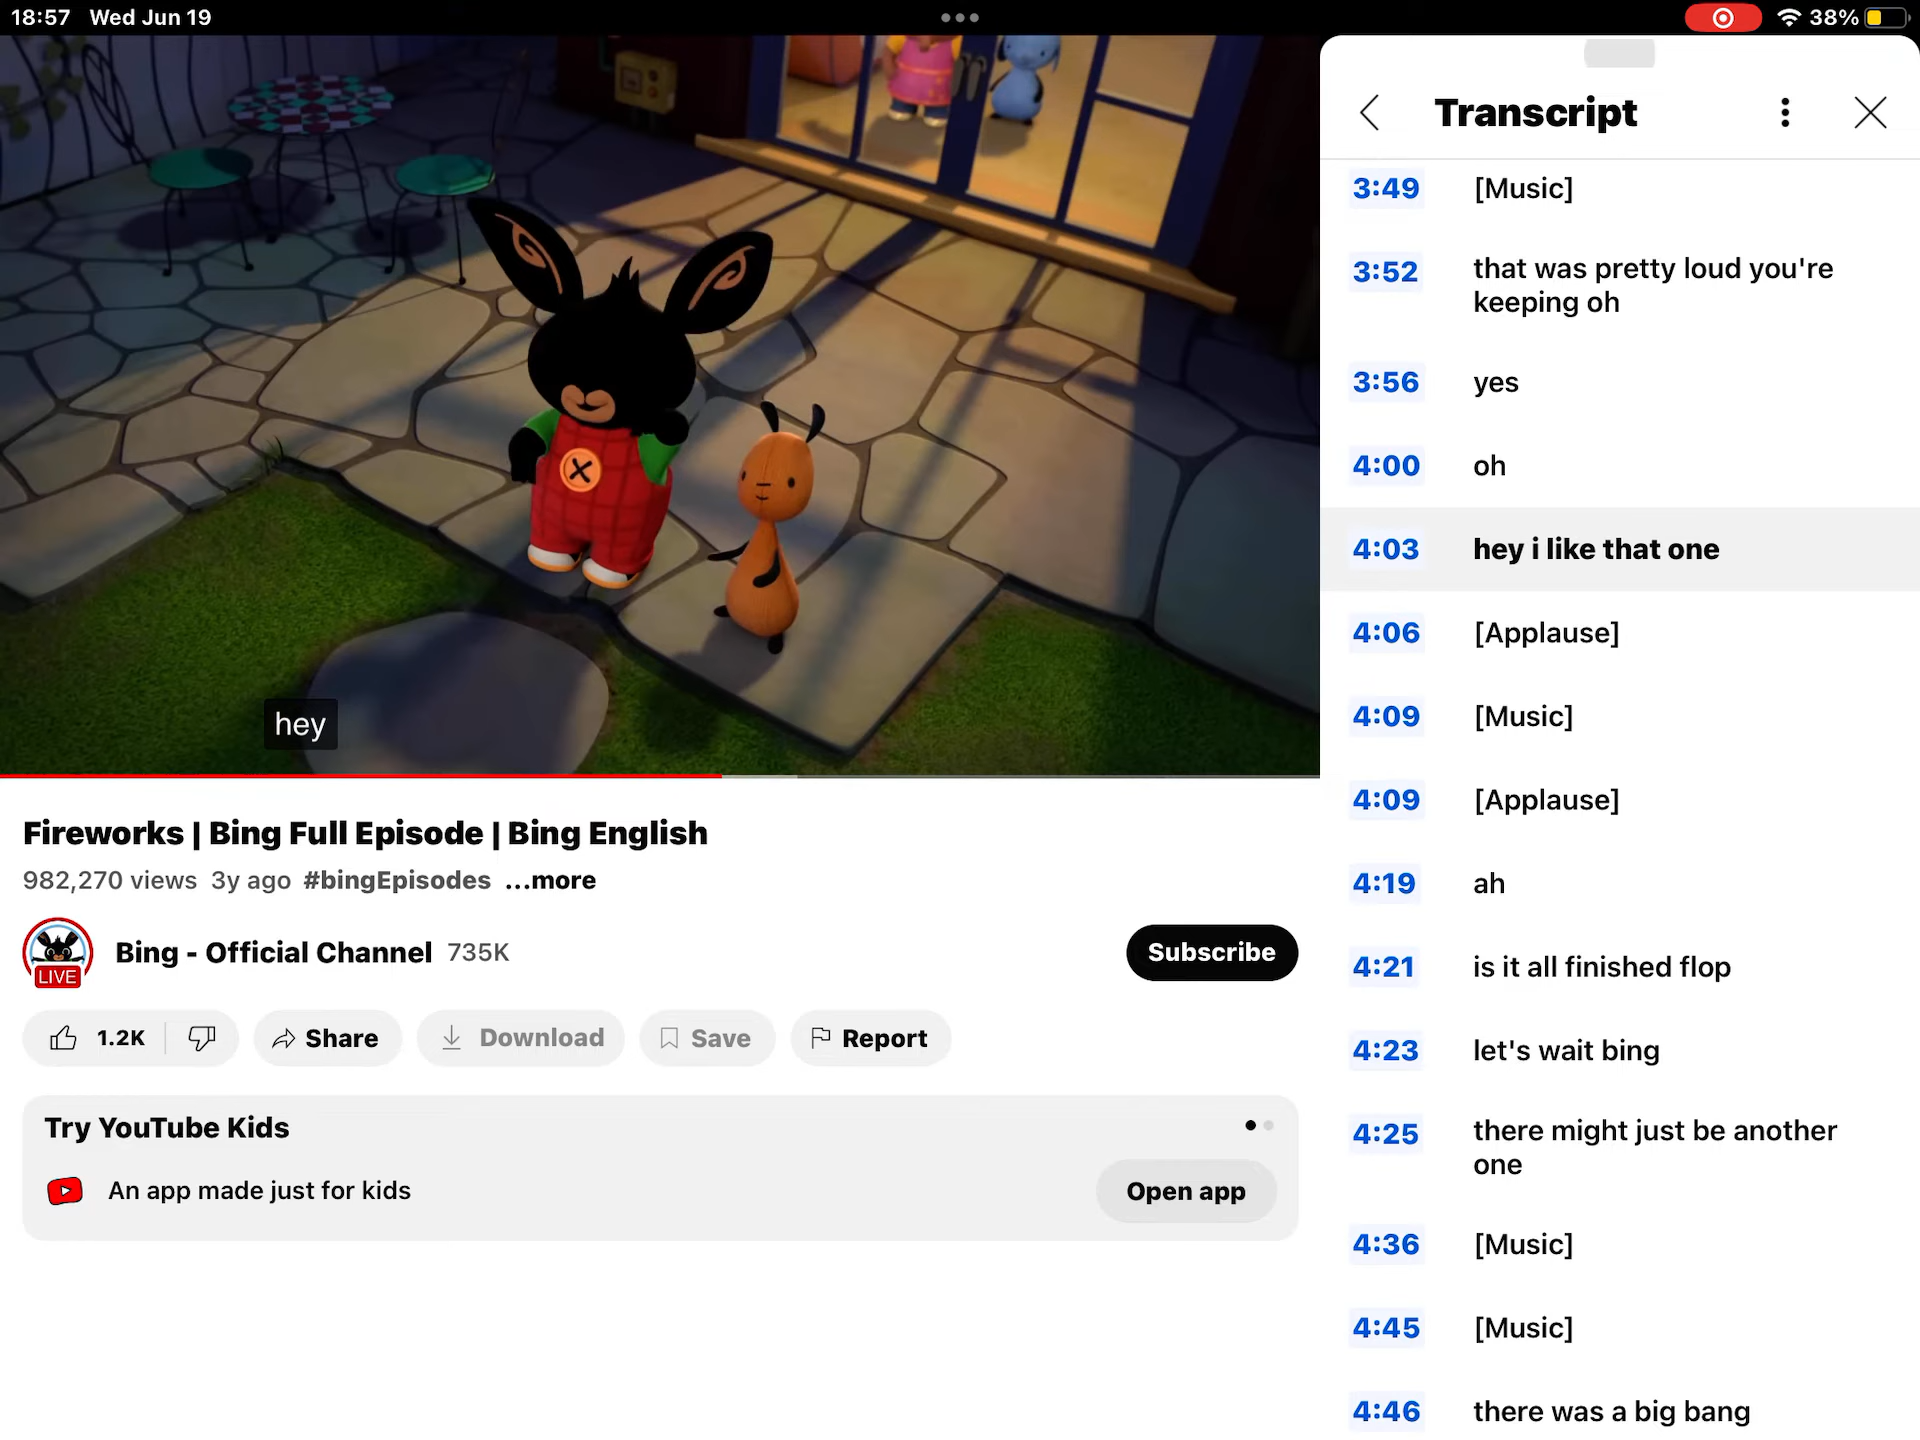 18:57 Wed Jun 19
38%
hey
Fireworks | Bing Full Episode | Bing English
982,270 views 3y ago #bingEpisodes ...more
LIVE
Bing - Official Channel 735K
Subscribe
1.2K
Share
Download
Save
Report
Try YouTube Kids
An app made just for kids
Open app
Transcript
3:49 [Music]
3:52 that was pretty loud you're
keeping oh
3:56 yes
4:00 oh
4:03 hey i like that one
4:06 [Applause]
4:09 [Music]
4:09 [Applause]
4:19 ah
4:21 is it all finished flop
4:23 let's wait bing
4:25 there might just be another
one
4:36 [Music]
4:45 [Music]
4:46 there was a big bang